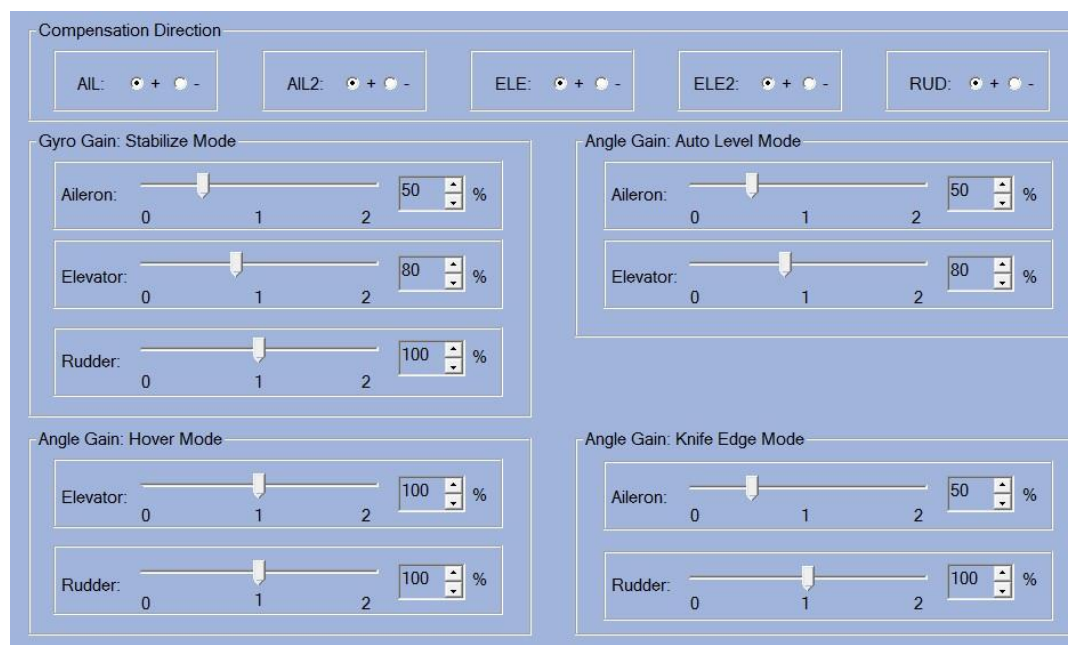 Compensation Direction
AIL: + -
AIL2: + -
ELE: + -
ELE2: + -
RUD: + -
Gyro Gain: Stabilize Mode
Aileron: 50 %
0 1 2
Elevator: 80 %
0 1 2
Rudder: 100 %
0 1 2
Angle Gain: Auto Level Mode
Aileron: 50 %
0 1 2
Elevator: 80 %
0 1 2
Angle Gain: Hover Mode
Elevator: 100 %
0 1 2
Rudder: 100 %
0 1 2
Angle Gain: Knife Edge Mode
Aileron: 50 %
0 1 2
Rudder: 100 %
0 1 2